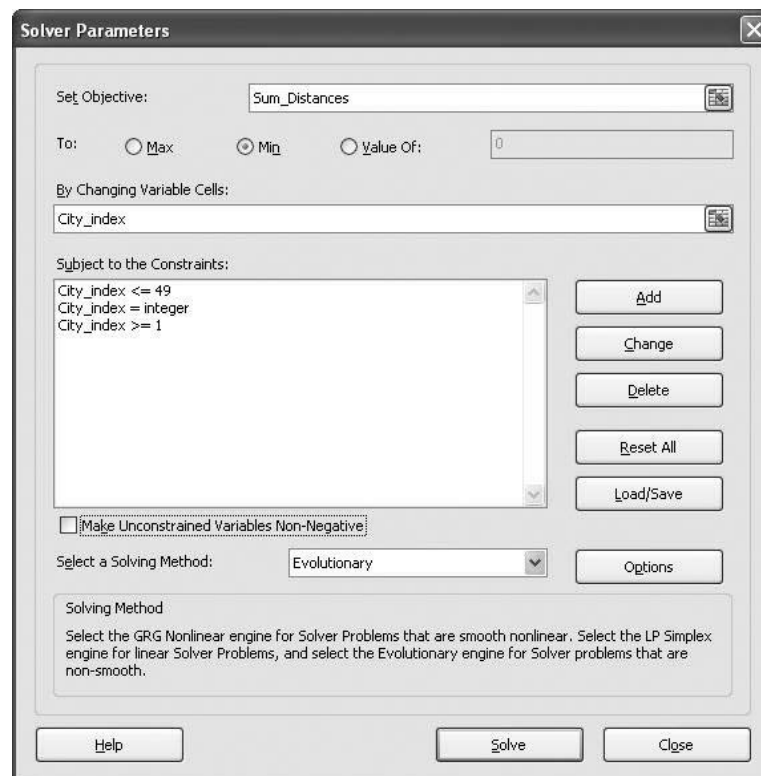 Solver Parameters
Set Objective:
Sum_Distances
To:
Max
Min
Value Of:
0
By Changing Variable Cells:
City_index
Subject to the Constraints:
City_index <= 49
City_index = integer
City_index >= 1
Add
Change
Delete
Reset All
Load/Save
Make Unconstrained Variables Non-Negative
Select a Solving Method:
Evolutionary
Options
Solving Method
Select the GRG Nonlinear engine for Solver Problems that are smooth nonlinear. Select the LP Simplex
engine for linear Solver Problems, and select the Evolutionary engine for Solver problems that are
non-smooth.
Help
Solve
Close